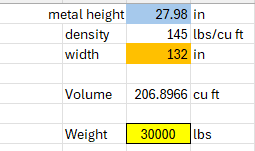 metal height 27.98 in
density 145 lbs/cu ft
width 132 in
Volume 206.8966 cu ft
Weight 30000 lbs